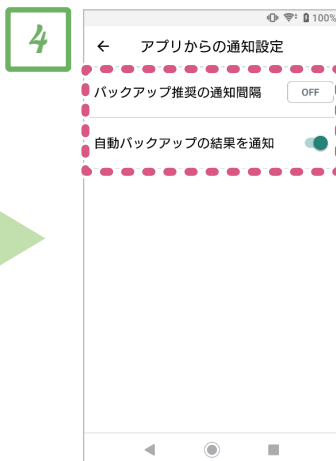 4
100%
アプリからの通知設定
バックアップ推奨の通知間隔
OFF
自動バックアップの結果を通知